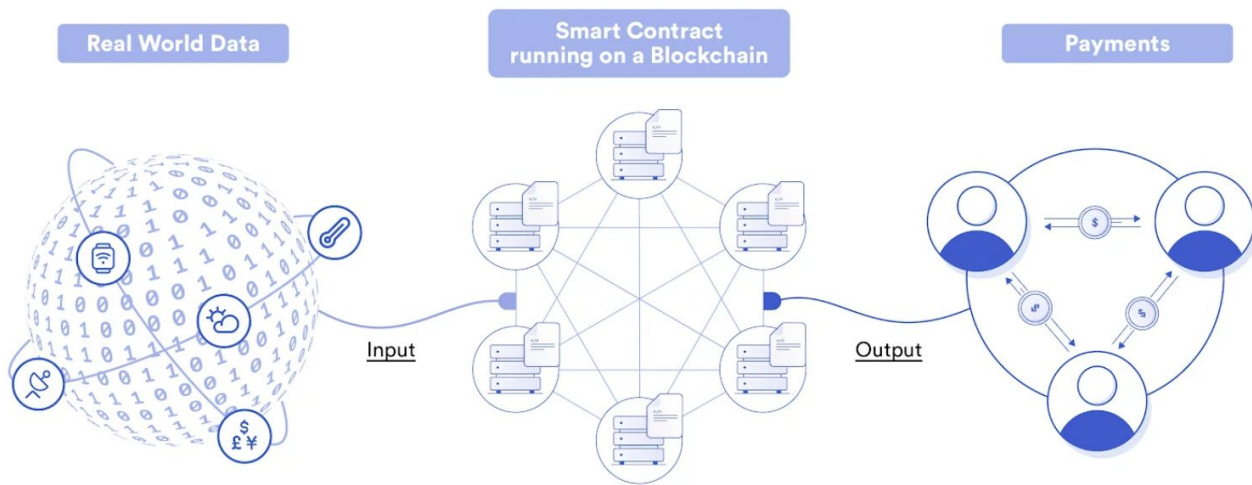 Real World Data
Smart Contract
running on a Blockchain
Payments
Input
Output
$
£ ¥
$